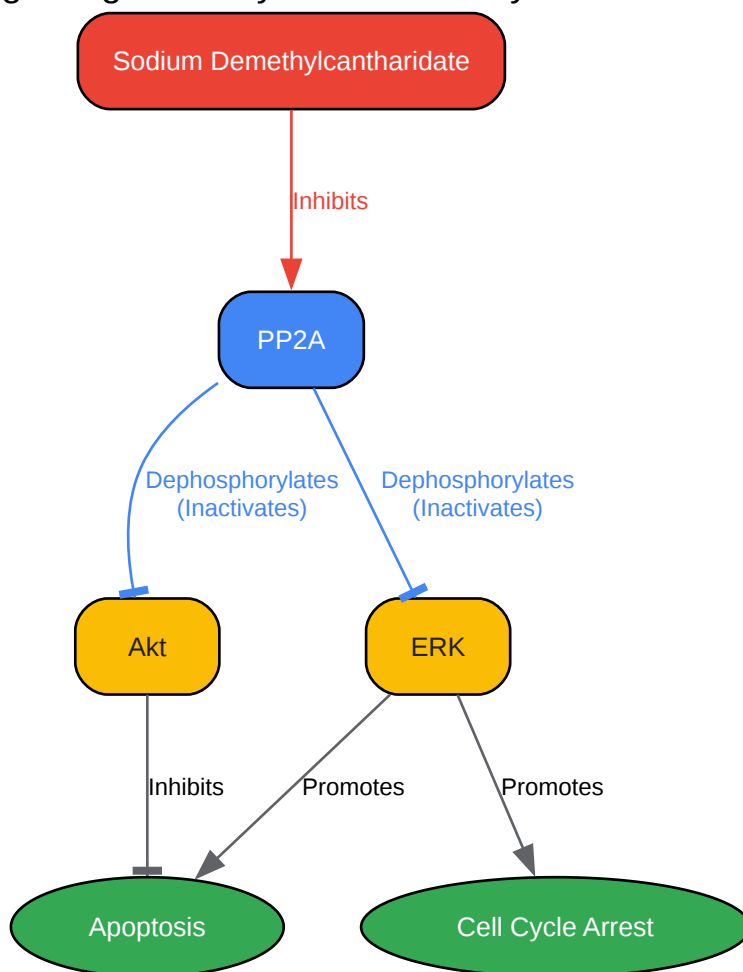 Sodium Demethylcantharidate
Inhibits
PP2A
Dephosphorylates
(Inactivates)
Dephosphorylates
(Inactivates)
Akt
ERK
Inhibits
Promotes
Promotes
Apoptosis
Cell Cycle Arrest